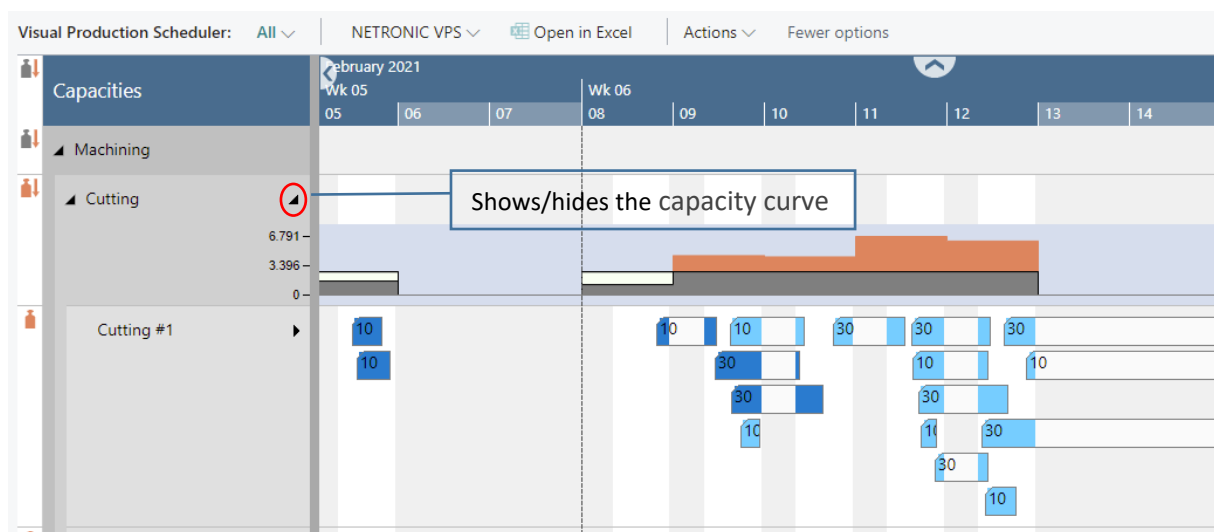 Visual Production Scheduler: All NETRONIC VPS Open in Excel Actions Fewer options
February 2021
Capacities
Wk 05 Wk 06
05 06 07 08 09 10 11 12 13 14
Machining
Cutting
Shows/hides the capacity curve
6.791
3.396
0
Cutting #1
10 10 10 30 30 30
10 30 10 10
30 30
10 10 30
30
10